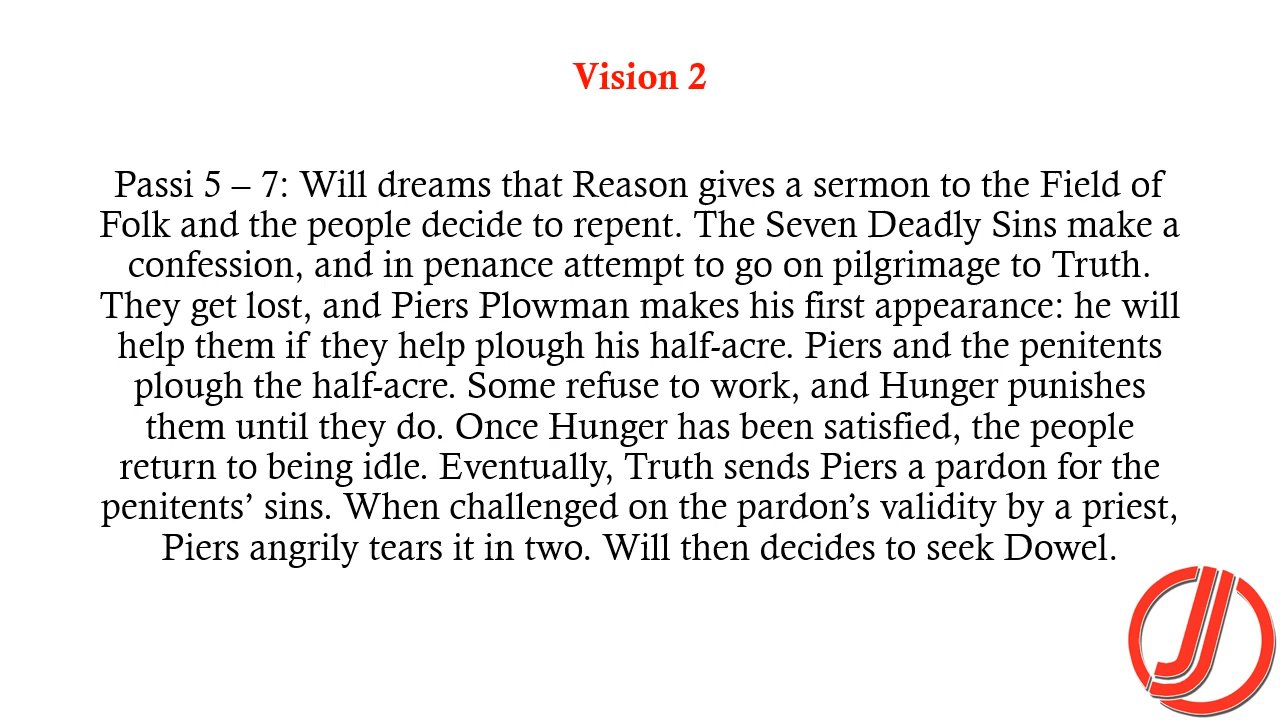 Vision 2
Passi 5 – 7: Will dreams that Reason gives a sermon to the Field of
Folk and the people decide to repent. The Seven Deadly Sins make a
confession, and in penance attempt to go on pilgrimage to Truth.
They get lost, and Piers Plowman makes his first appearance: he will
help them if they help plough his half-acre. Piers and the penitents
plough the half-acre. Some refuse to work, and Hunger punishes
them until they do. Once Hunger has been satisfied, the people
return to being idle. Eventually, Truth sends Piers a pardon for the
penitents’ sins. When challenged on the pardon’s validity by a priest,
Piers angrily tears it in two. Will then decides to seek Dowel.